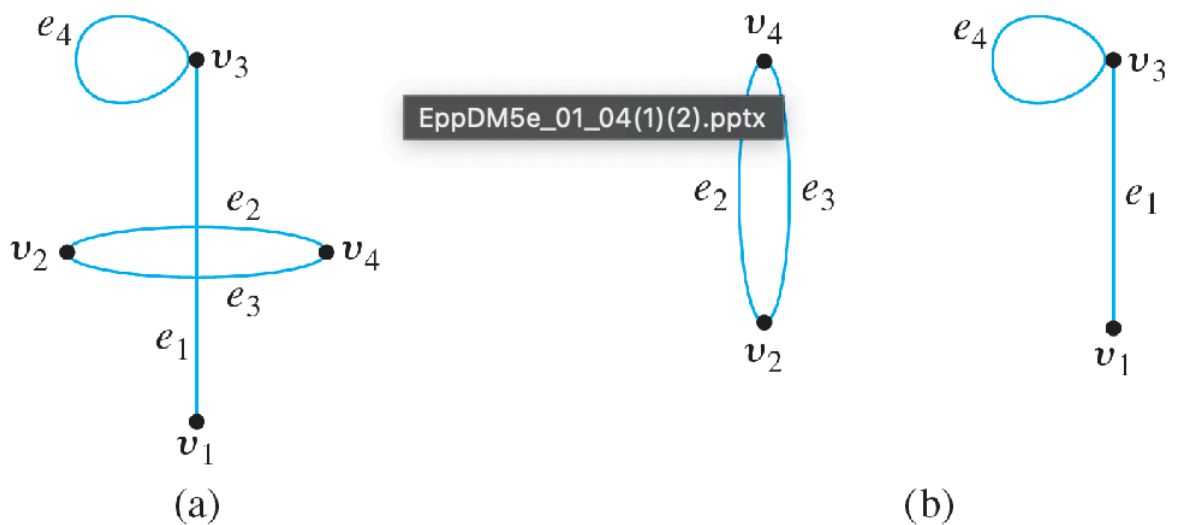 e4
v3
e2
v2
v4
e3
e1
v1
(a)
v4
EppDM5e_01_04(1)(2).pptx
e2
e3
v2
e4
v3
e1
v1
(b)